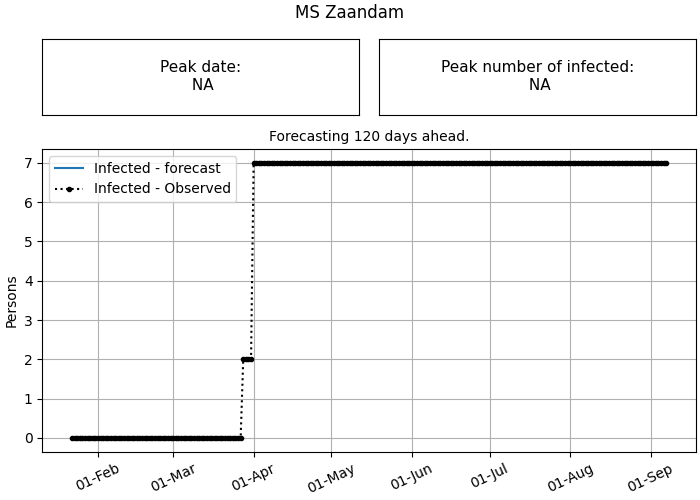 MS Zaandam
Peak date:
NA
Peak number of infected:
NA
Forecasting 120 days ahead.
Infected - forecast
Infected - Observed
Persons
7
6
5
4
3
2
1
0
01-Feb
01-Mar
01-Apr
01-May
01-Jun
01-Jul
01-Aug
01-Sep